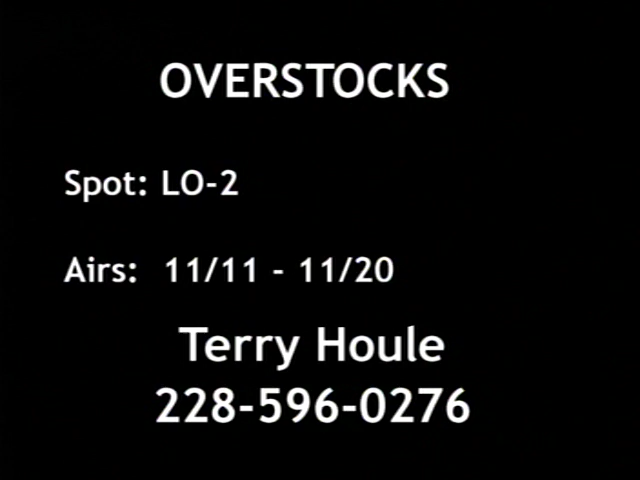 OVERSTOCKS
Spot: LO-2
Airs: 11/11 - 11/20
Terry Houle
228-596-0276